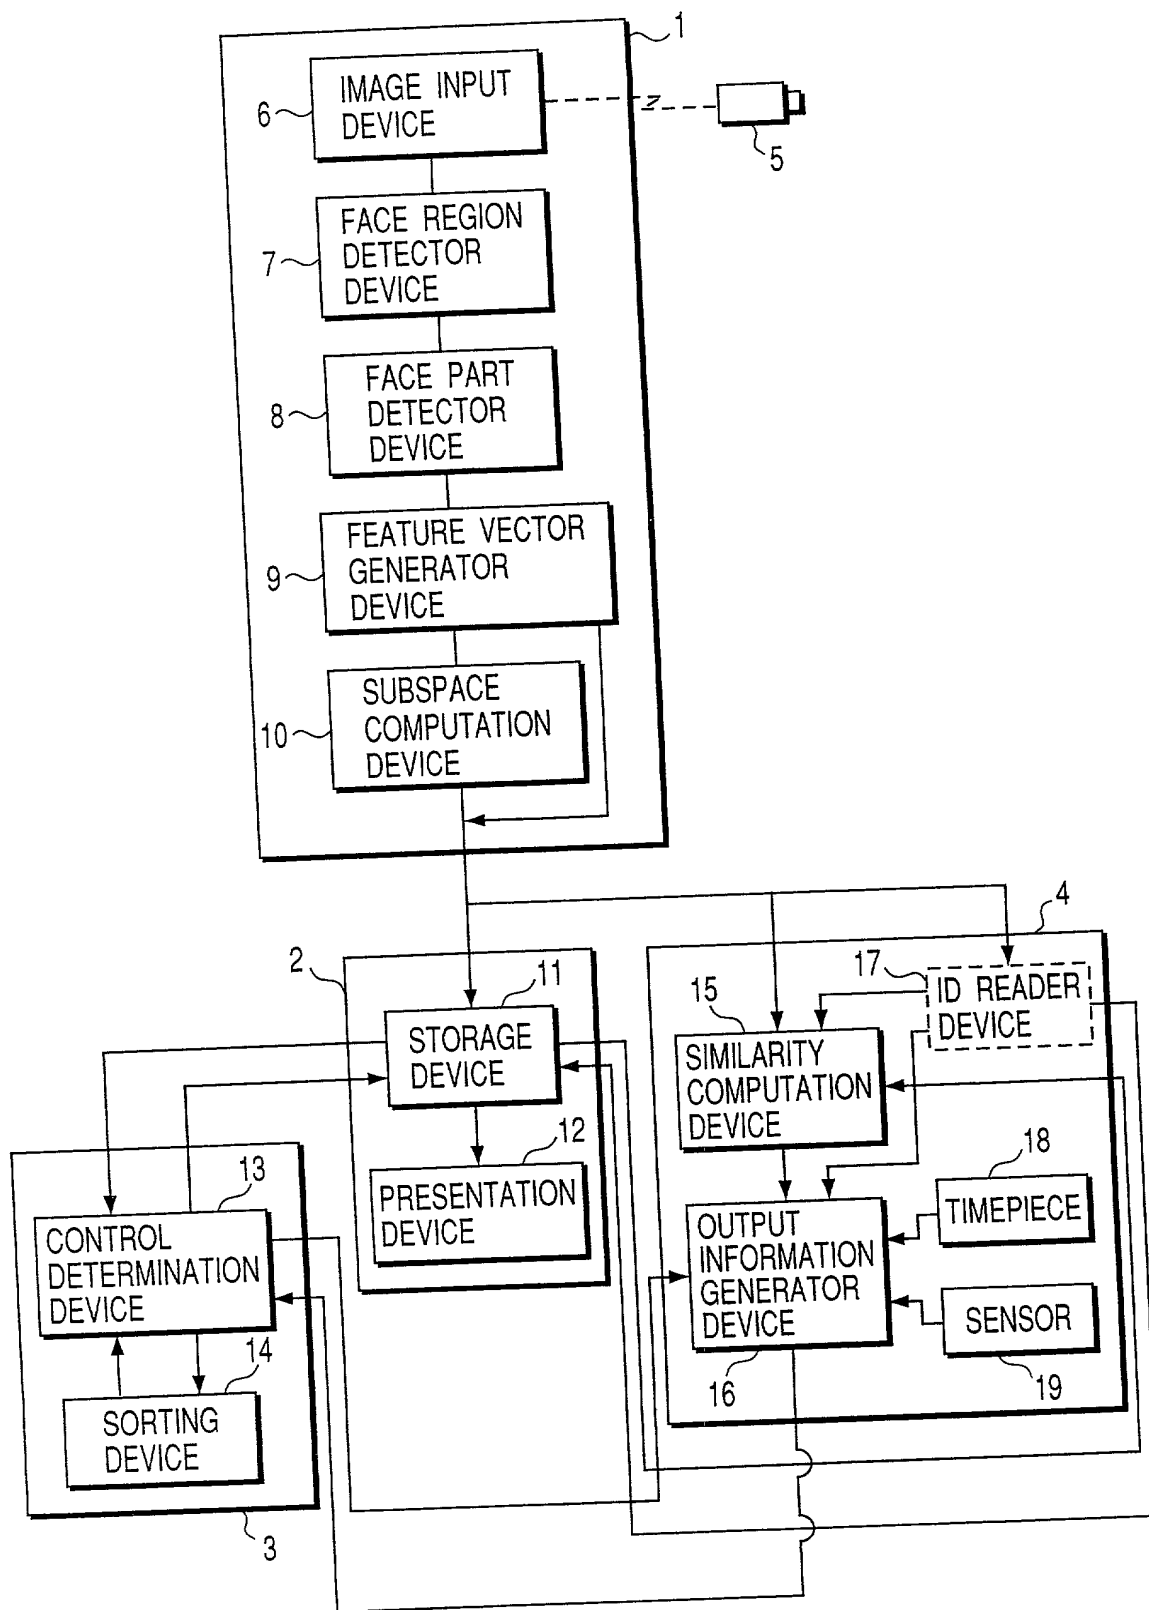 1
IMAGE INPUT
DEVICE
6
5
FACE REGION
DETECTOR
DEVICE
7
FACE PART
DETECTOR
DEVICE
8
FEATURE VECTOR
GENERATOR
DEVICE
9
SUBSPACE
COMPUTATION
DEVICE
10
4
2
11
17
ID READER
DEVICE
15
STORAGE
DEVICE
SIMILARITY
COMPUTATION
DEVICE
12
PRESENTATION
DEVICE
13
CONTROL
DETERMINATION
DEVICE
18
TIMEPIECE
OUTPUT
INFORMATION
GENERATOR
DEVICE
16
SENSOR
19
14
SORTING
DEVICE
3